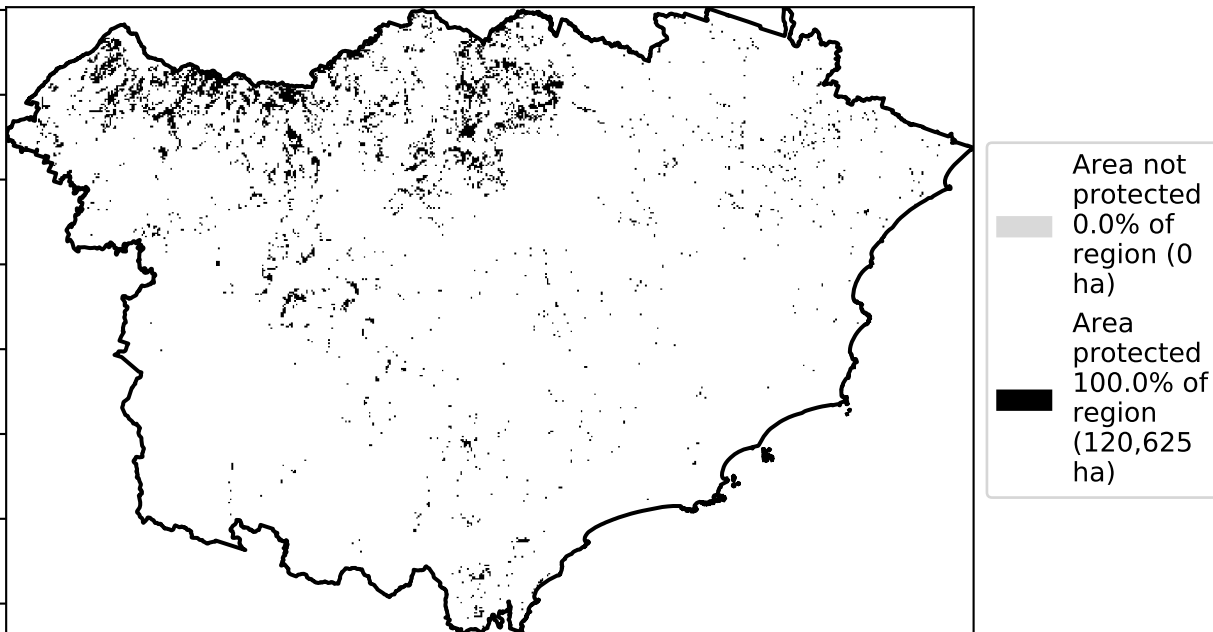 Area not
protected
0.0% of
region (0
ha)
Area
protected
100.0% of
region
(120,625
ha)